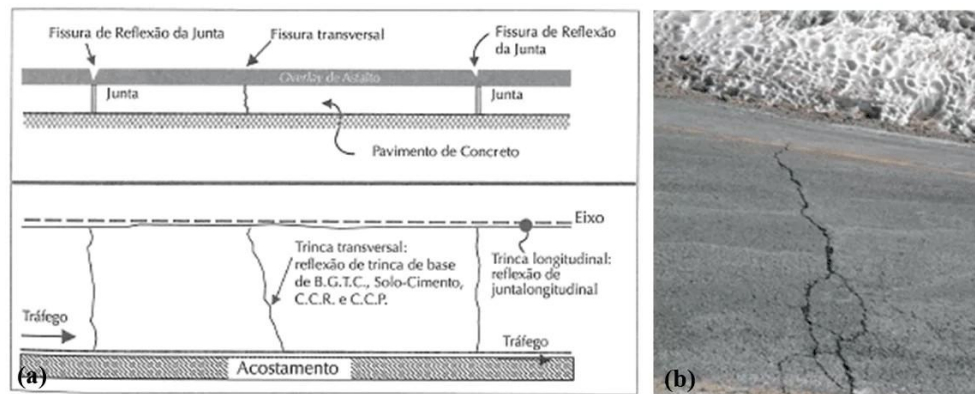 Fissura de Reflexão da Junta
Fissura transversal
Fissura de Reflexão
da Junta
Overlay de Asfalto
Junta
Junta
Pavimento de Concreto
Eixo
Trinca transversal:
reflexão de trinca de base
de B.G.T.C., Solo-Cimento,
C.C.R. e C.C.P.
Trinca longitudinal:
reflexão de
juntalongitudinal
Tráfego
Tráfego
Acostamento
(a)
(b)